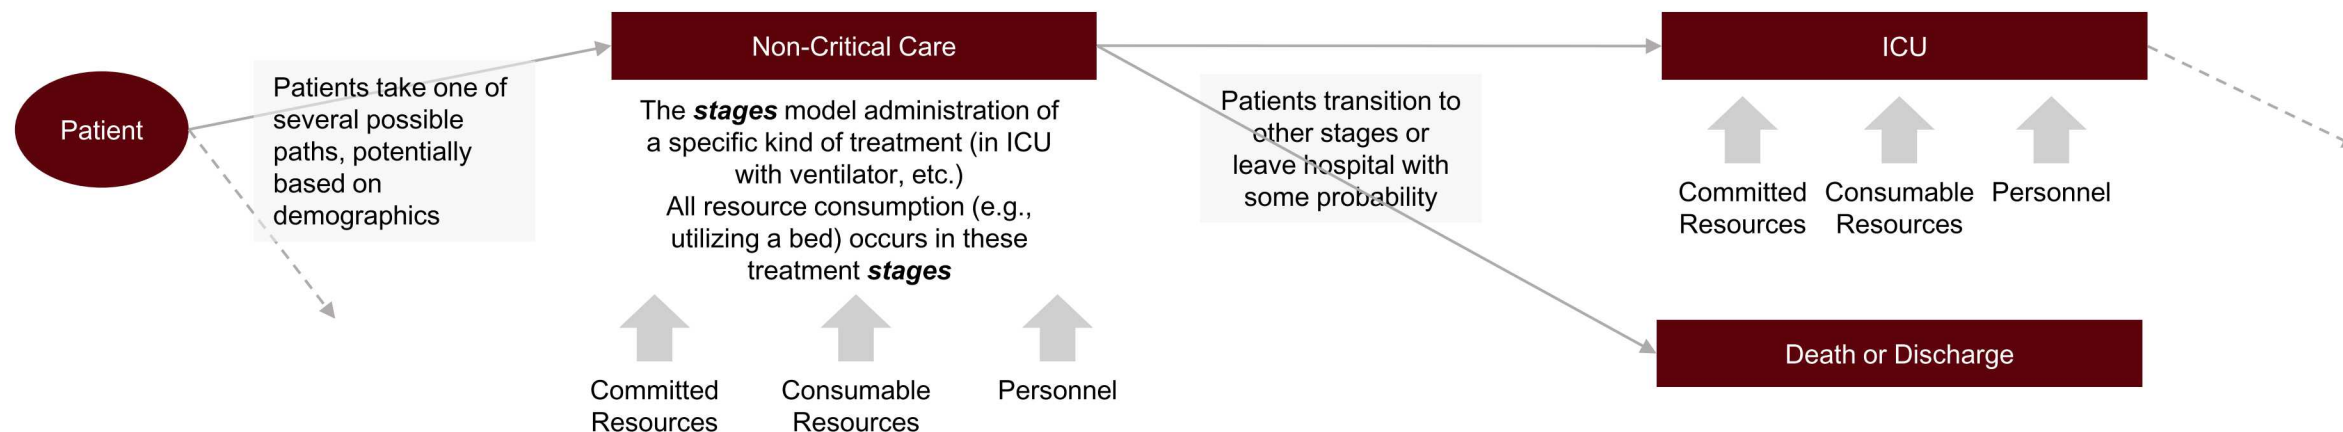 Patient
Patients take one of
several possible
paths, potentially
based on
demographics
Non-Critical Care
The stages model administration of
a specific kind of treatment (in ICU
with ventilator, etc.)
All resource consumption (e.g.,
utilizing a bed) occurs in these
treatment stages
Committed
Resources
Consumable
Resources
Personnel
Patients transition to
other stages or
leave hospital with
some probability
ICU
Committed
Resources
Consumable
Resources
Personnel
Death or Discharge